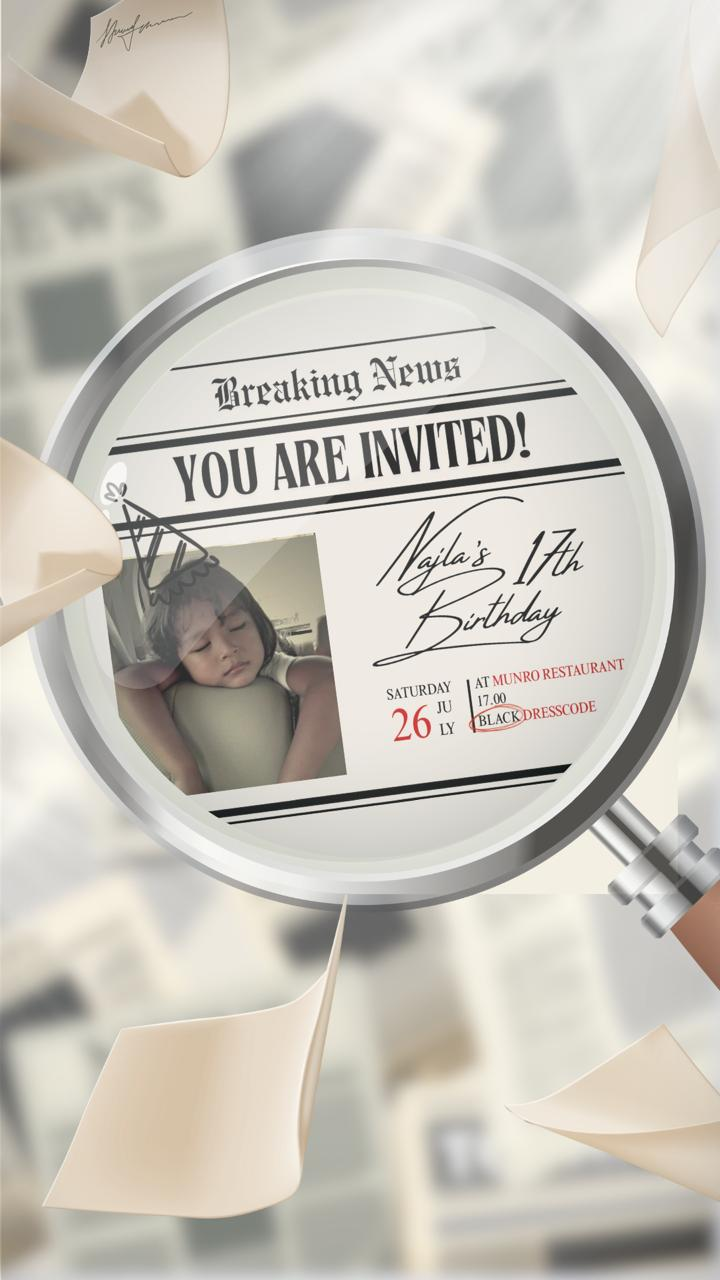 EWS
Breaking News
YOU ARE INVITED!
Najla's 17th
Birthday
SATURDAY
26 JU
LY
AT MUNRO RESTAURANT
17.00
BLACK DRESSCODE